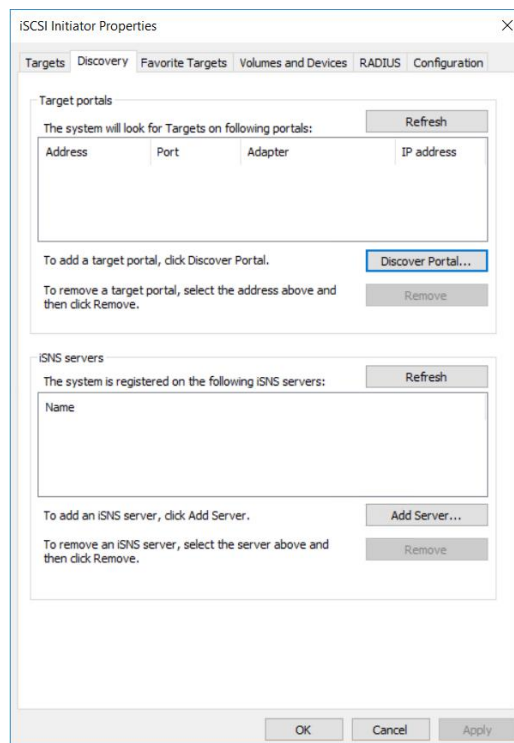 iSCSI Initiator Properties
Targets Discovery Favorite Targets Volumes and Devices RADIUS Configuration
Target portals
The system will look for Targets on following portals:
Refresh
Address Port Adapter IP address
To add a target portal, click Discover Portal.
Discover Portal...
To remove a target portal, select the address above and
then click Remove.
Remove
iSNS servers
The system is registered on the following iSNS servers:
Refresh
Name
To add an iSNS server, click Add Server.
Add Server...
To remove an iSNS server, select the server above and
then click Remove.
Remove
OK Cancel Apply